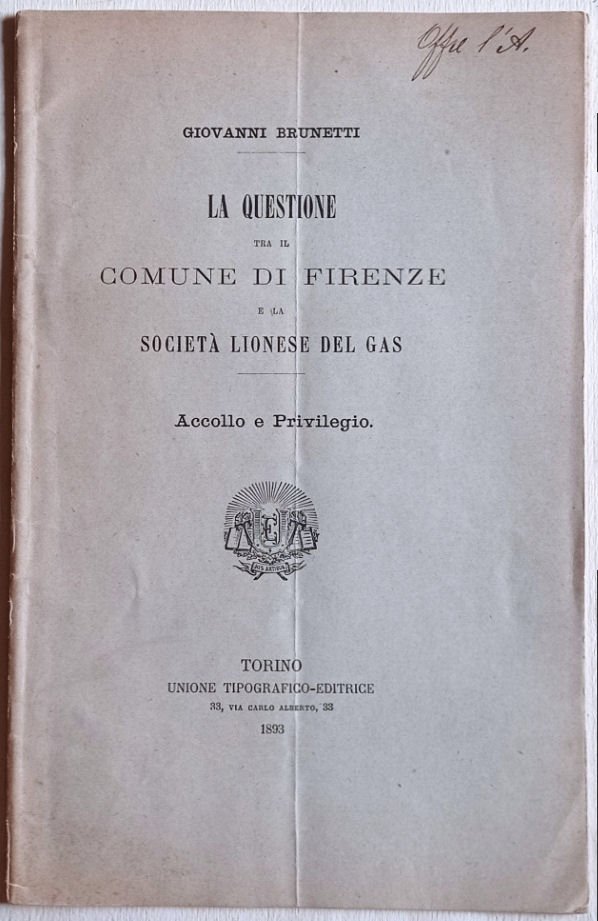 Offre l'A.
GIOVANNI BRUNETTI
LA QUESTIONE
TRA IL
COMUNE DI FIRENZE
E LA
SOCIETÀ LIONESE DEL GAS
Accollo e Privilegio.
TORINO
UNIONE TIPOGRAFICO-EDITRICE
33, VIA CARLO ALBERTO, 33
1893